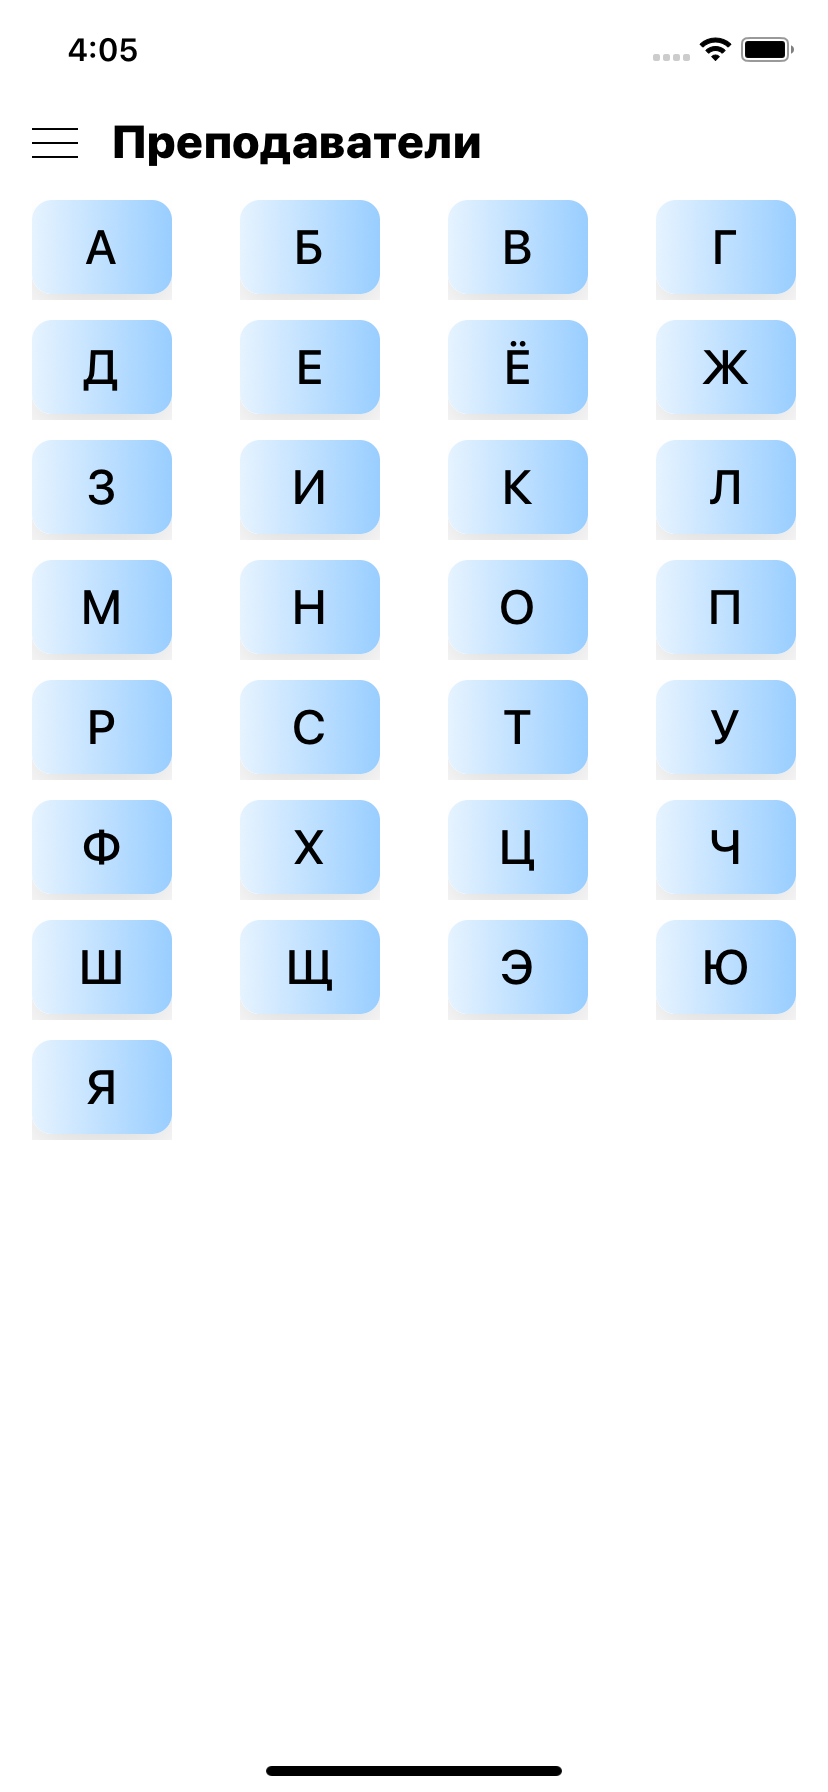 4:05
Преподаватели
А Б В Г
Д Е Ё Ж
З И К Л
М Н О П
Р С Т У
Ф Х Ц Ч
Ш Щ Э Ю
Я